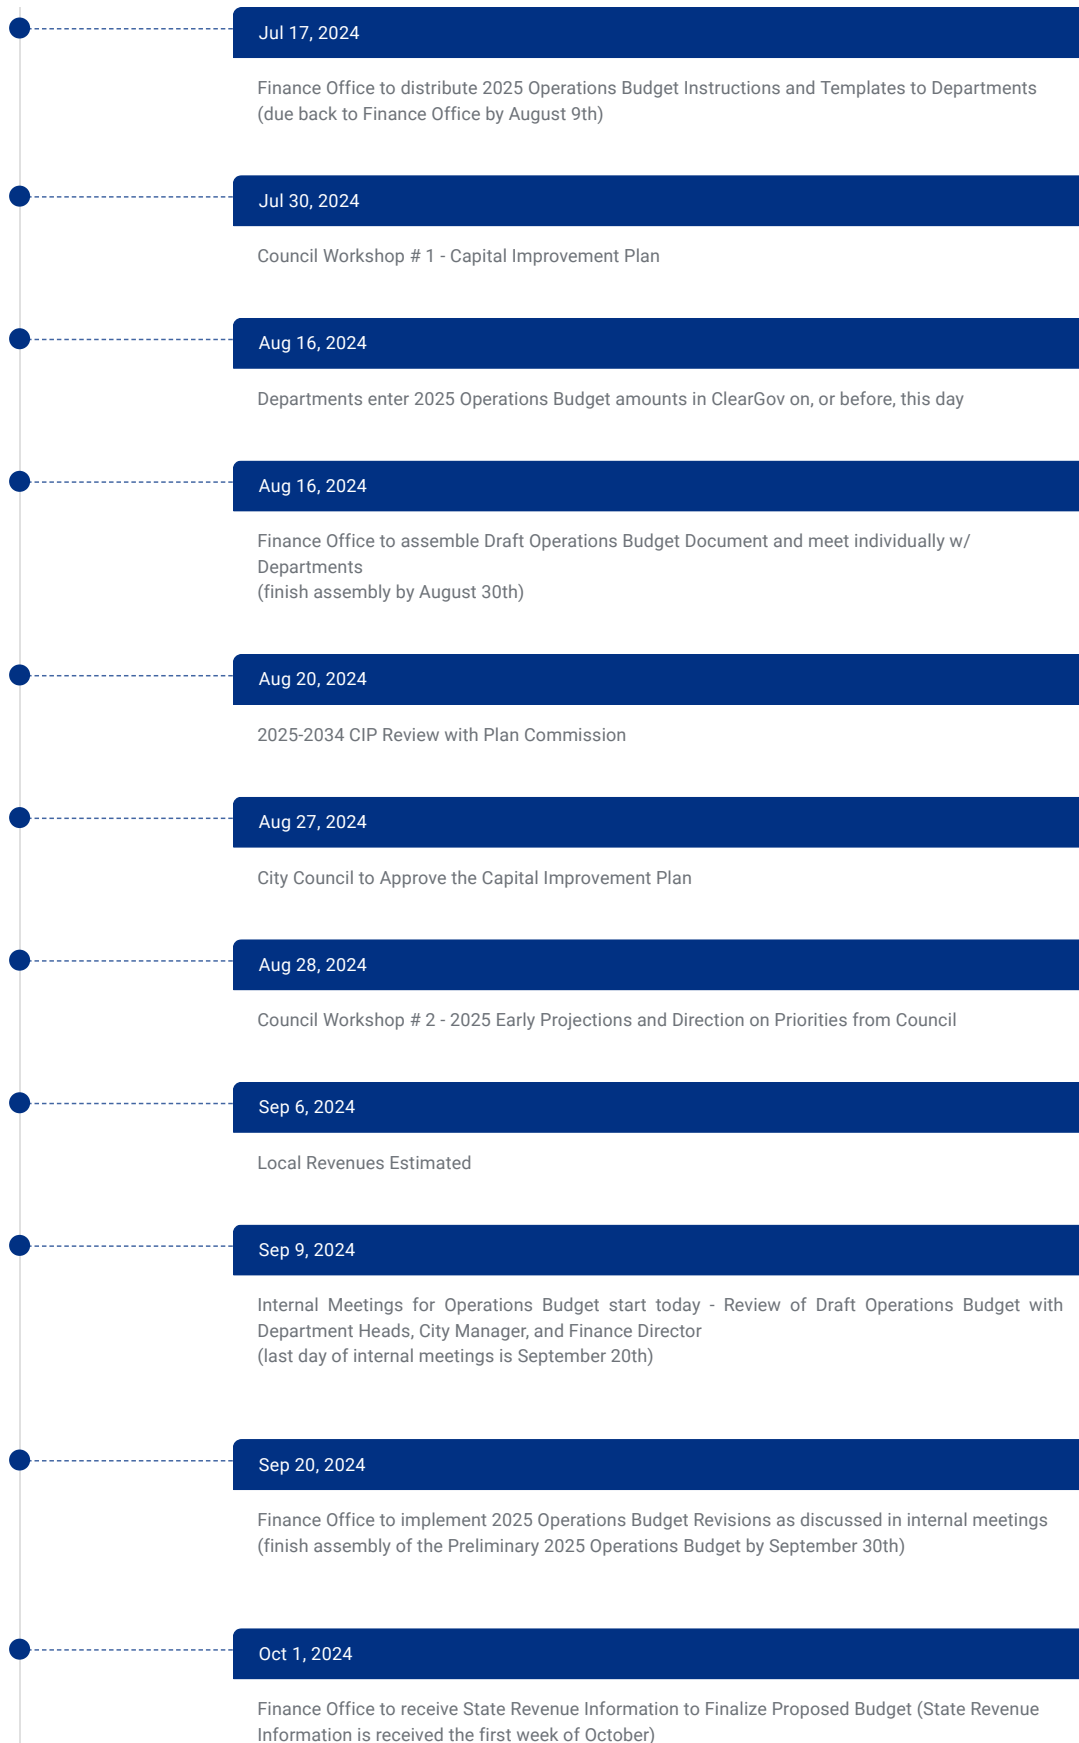 Jul 17, 2024
Finance Office to distribute 2025 Operations Budget Instructions and Templates to Departments
(due back to Finance Office by August 9th)
Jul 30, 2024
Council Workshop # 1 - Capital Improvement Plan
Aug 16, 2024
Departments enter 2025 Operations Budget amounts in ClearGov on, or before, this day
Aug 16, 2024
Finance Office to assemble Draft Operations Budget Document and meet individually w/
Departments
(finish assembly by August 30th)
Aug 20, 2024
2025-2034 CIP Review with Plan Commission
Aug 27, 2024
City Council to Approve the Capital Improvement Plan
Aug 28, 2024
Council Workshop # 2 - 2025 Early Projections and Direction on Priorities from Council
Sep 6, 2024
Local Revenues Estimated
Sep 9, 2024
Internal Meetings for Operations Budget start today - Review of Draft Operations Budget with
Department Heads, City Manager, and Finance Director
(last day of internal meetings is September 20th)
Sep 20, 2024
Finance Office to implement 2025 Operations Budget Revisions as discussed in internal meetings
(finish assembly of the Preliminary 2025 Operations Budget by September 30th)
Oct 1, 2024
Finance Office to receive State Revenue Information to Finalize Proposed Budget (State Revenue
Information is received the first week of October)